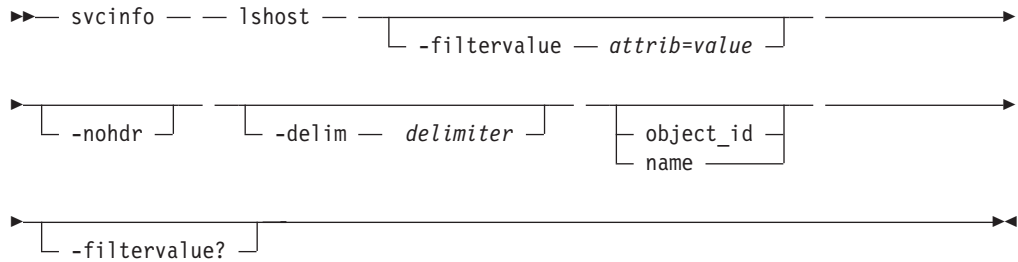 svcinfo lshost
-filtervalue attrib=value
-nohdr -delim delimiter object_id
name
-filtervalue?